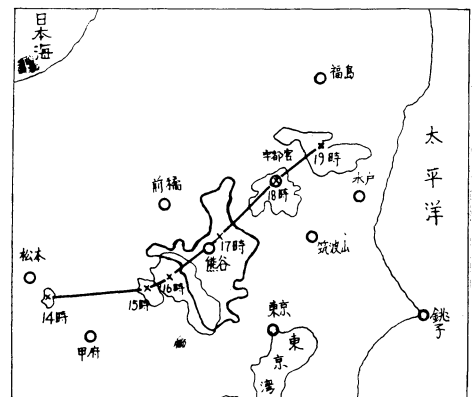 日本海
福島
太平洋
宇都宮
19時
水戸
18時
前橋
17時
筑波山
熊谷
松本
16時
15時
14時
東京
銚子
甲府
東京湾